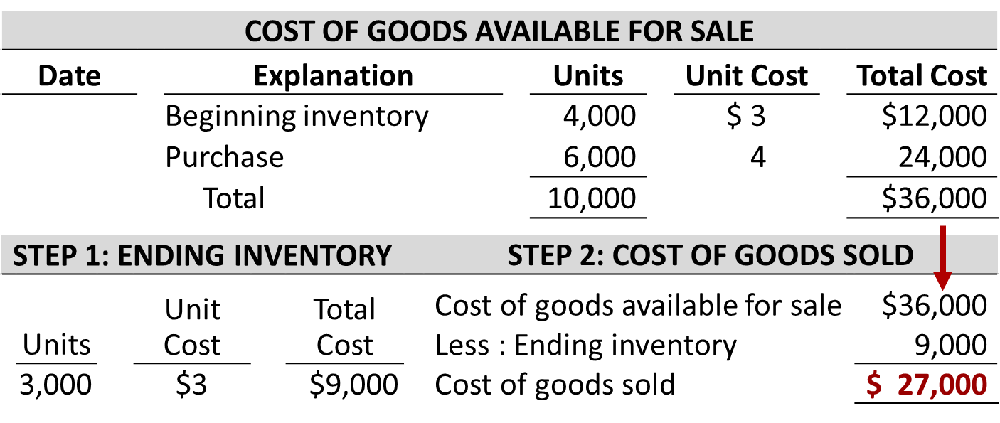 COST OF GOODS AVAILABLE FOR SALE
Date Explanation Units Unit Cost Total Cost
Beginning inventory 4,000 $ 3 $12,000
Purchase 6,000 4 24,000
Total 10,000 $36,000
STEP 1: ENDING INVENTORY STEP 2: COST OF GOODS SOLD
Unit Total Cost of goods available for sale $36,000
Units Cost Cost Less : Ending inventory 9,000
3,000 $3 $9,000 Cost of goods sold $ 27,000